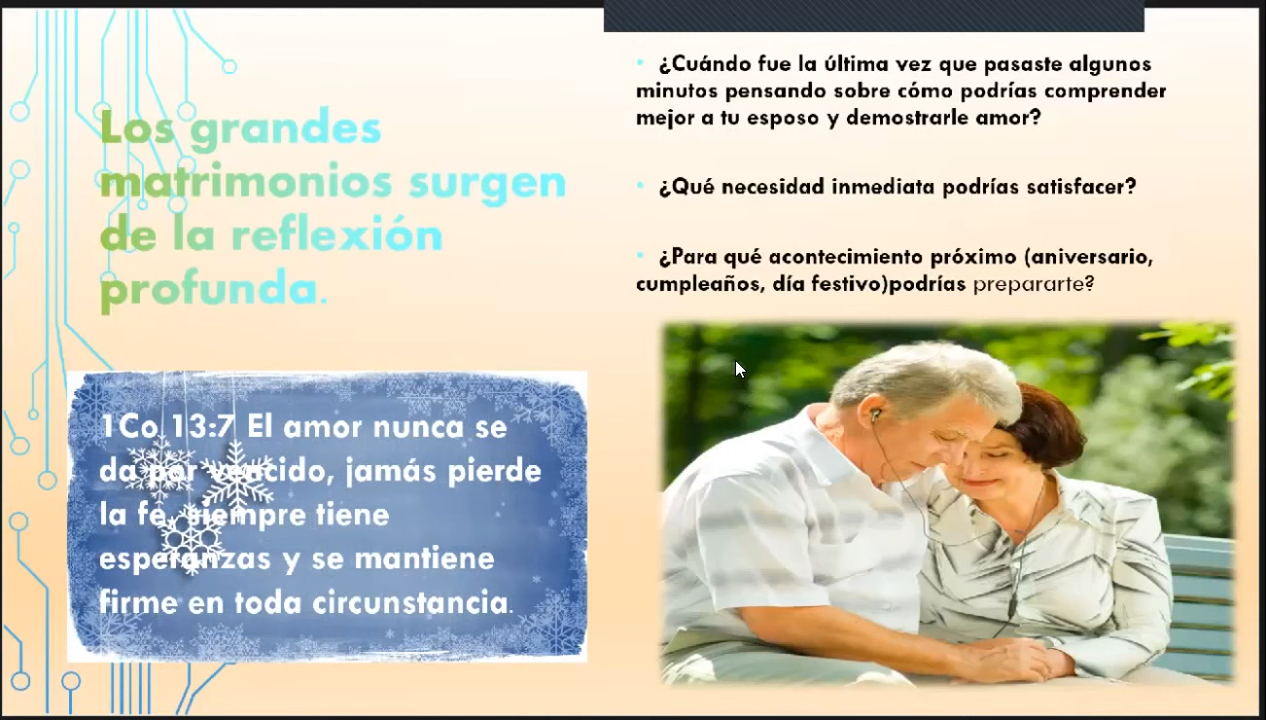 Los grandes
matrimonios surgen
de la reflexión
profunda.
1Co 13:7 El amor nunca se
da por vencido, jamás pierde
la fe, siempre tiene
esperanzas y se mantiene
firme en toda circunstancia.
• ¿Cuándo fue la última vez que pasaste algunos
minutos pensando sobre cómo podrías comprender
mejor a tu esposo y demostrarle amor?
• ¿Qué necesidad inmediata podrías satisfacer?
• ¿Para qué acontecimiento próximo (aniversario,
cumpleaños, día festivo)podrías prepararte?